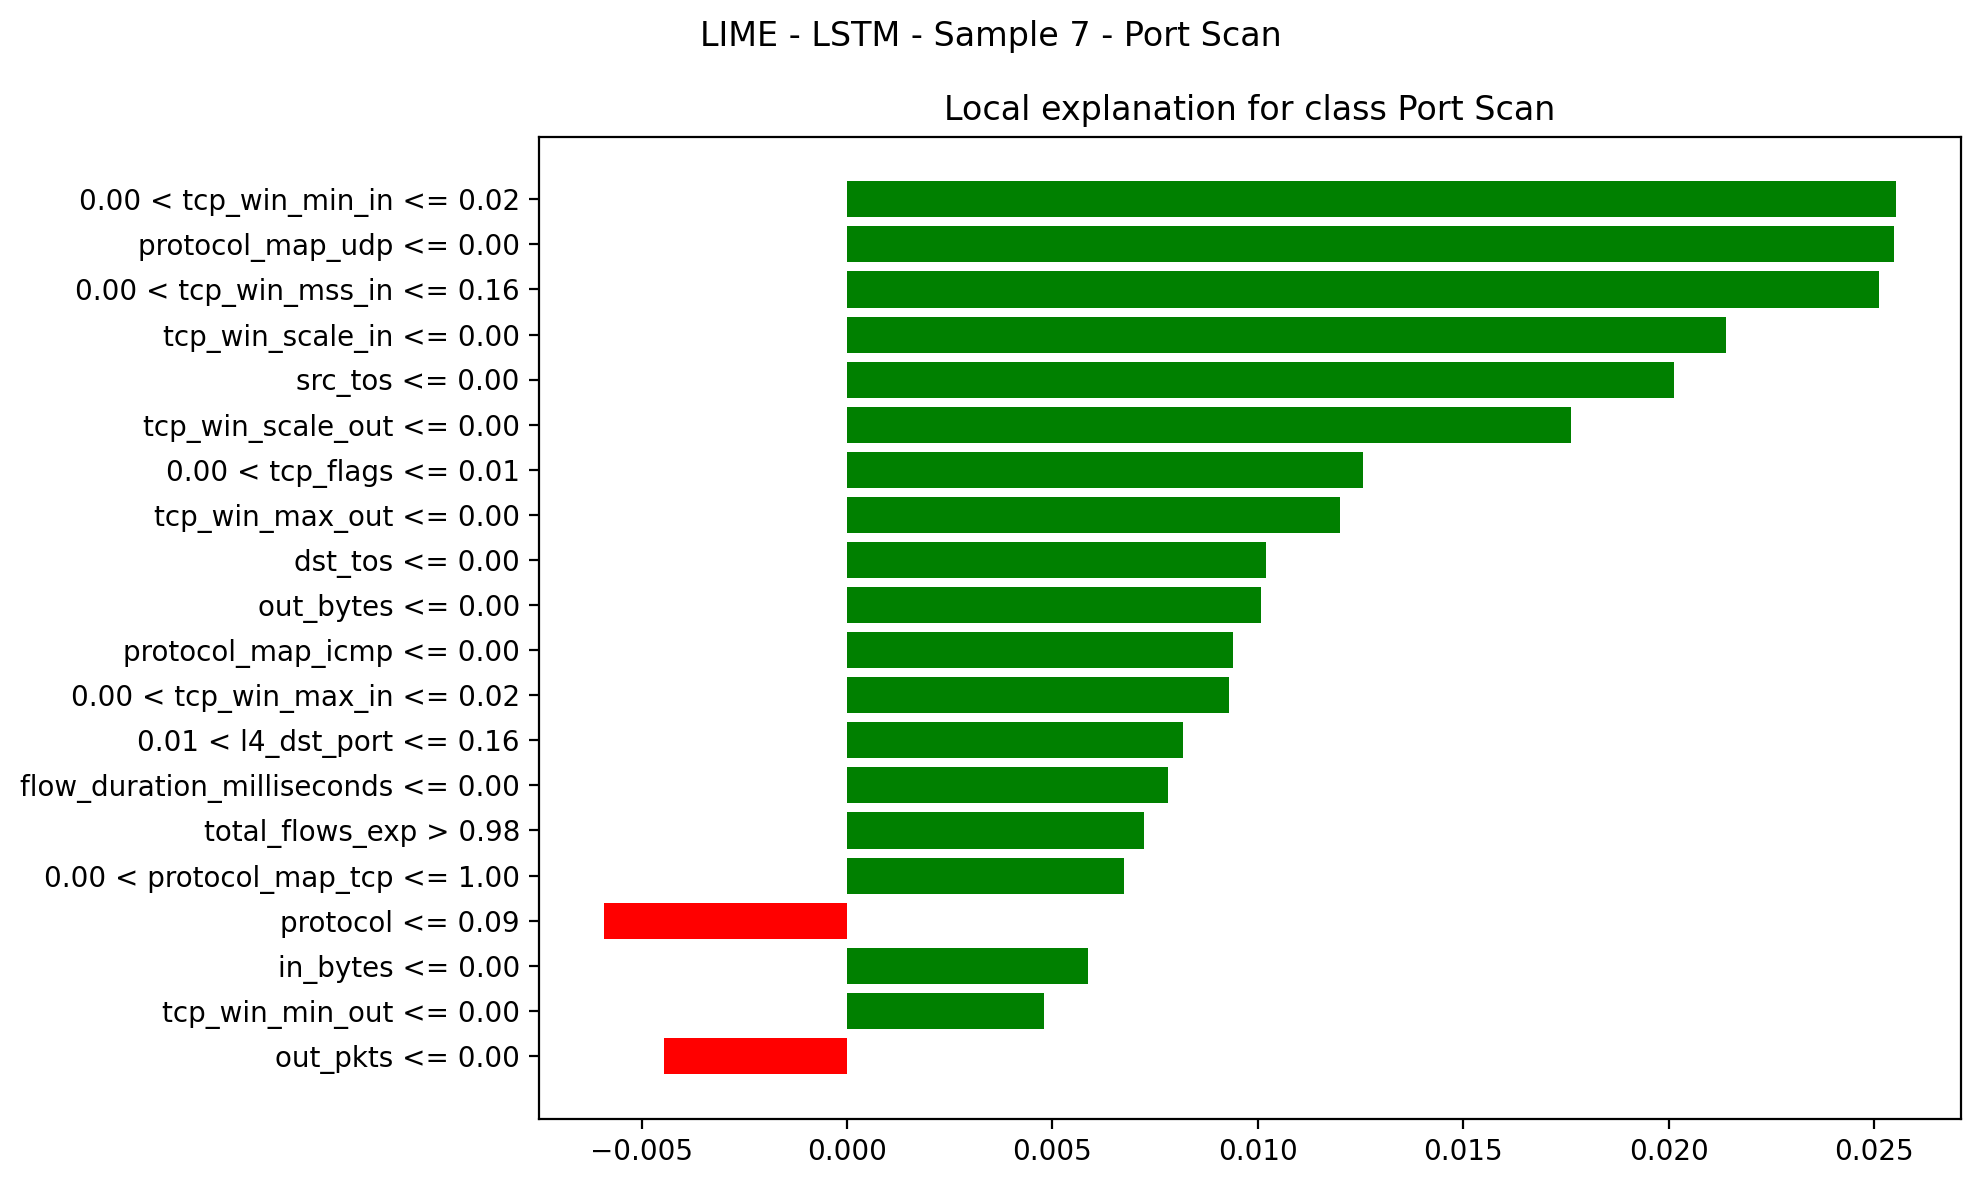 LIME - LSTM - Sample 7 - Port Scan
Local explanation for class Port Scan
0.00 < tcp_win_min_in <= 0.02
protocol_map_udp <= 0.00
0.00 < tcp_win_mss_in <= 0.16
tcp_win_scale_in <= 0.00
src_tos <= 0.00
tcp_win_scale_out <= 0.00
0.00 < tcp_flags <= 0.01
tcp_win_max_out <= 0.00
dst_tos <= 0.00
out_bytes <= 0.00
protocol_map_icmp <= 0.00
0.00 < tcp_win_max_in <= 0.02
0.01 < l4_dst_port <= 0.16
flow_duration_milliseconds <= 0.00
total_flows_exp > 0.98
0.00 < protocol_map_tcp <= 1.00
protocol <= 0.09
in_bytes <= 0.00
tcp_win_min_out <= 0.00
out_pkts <= 0.00
−0.005 0.000 0.005 0.010 0.015 0.020 0.025